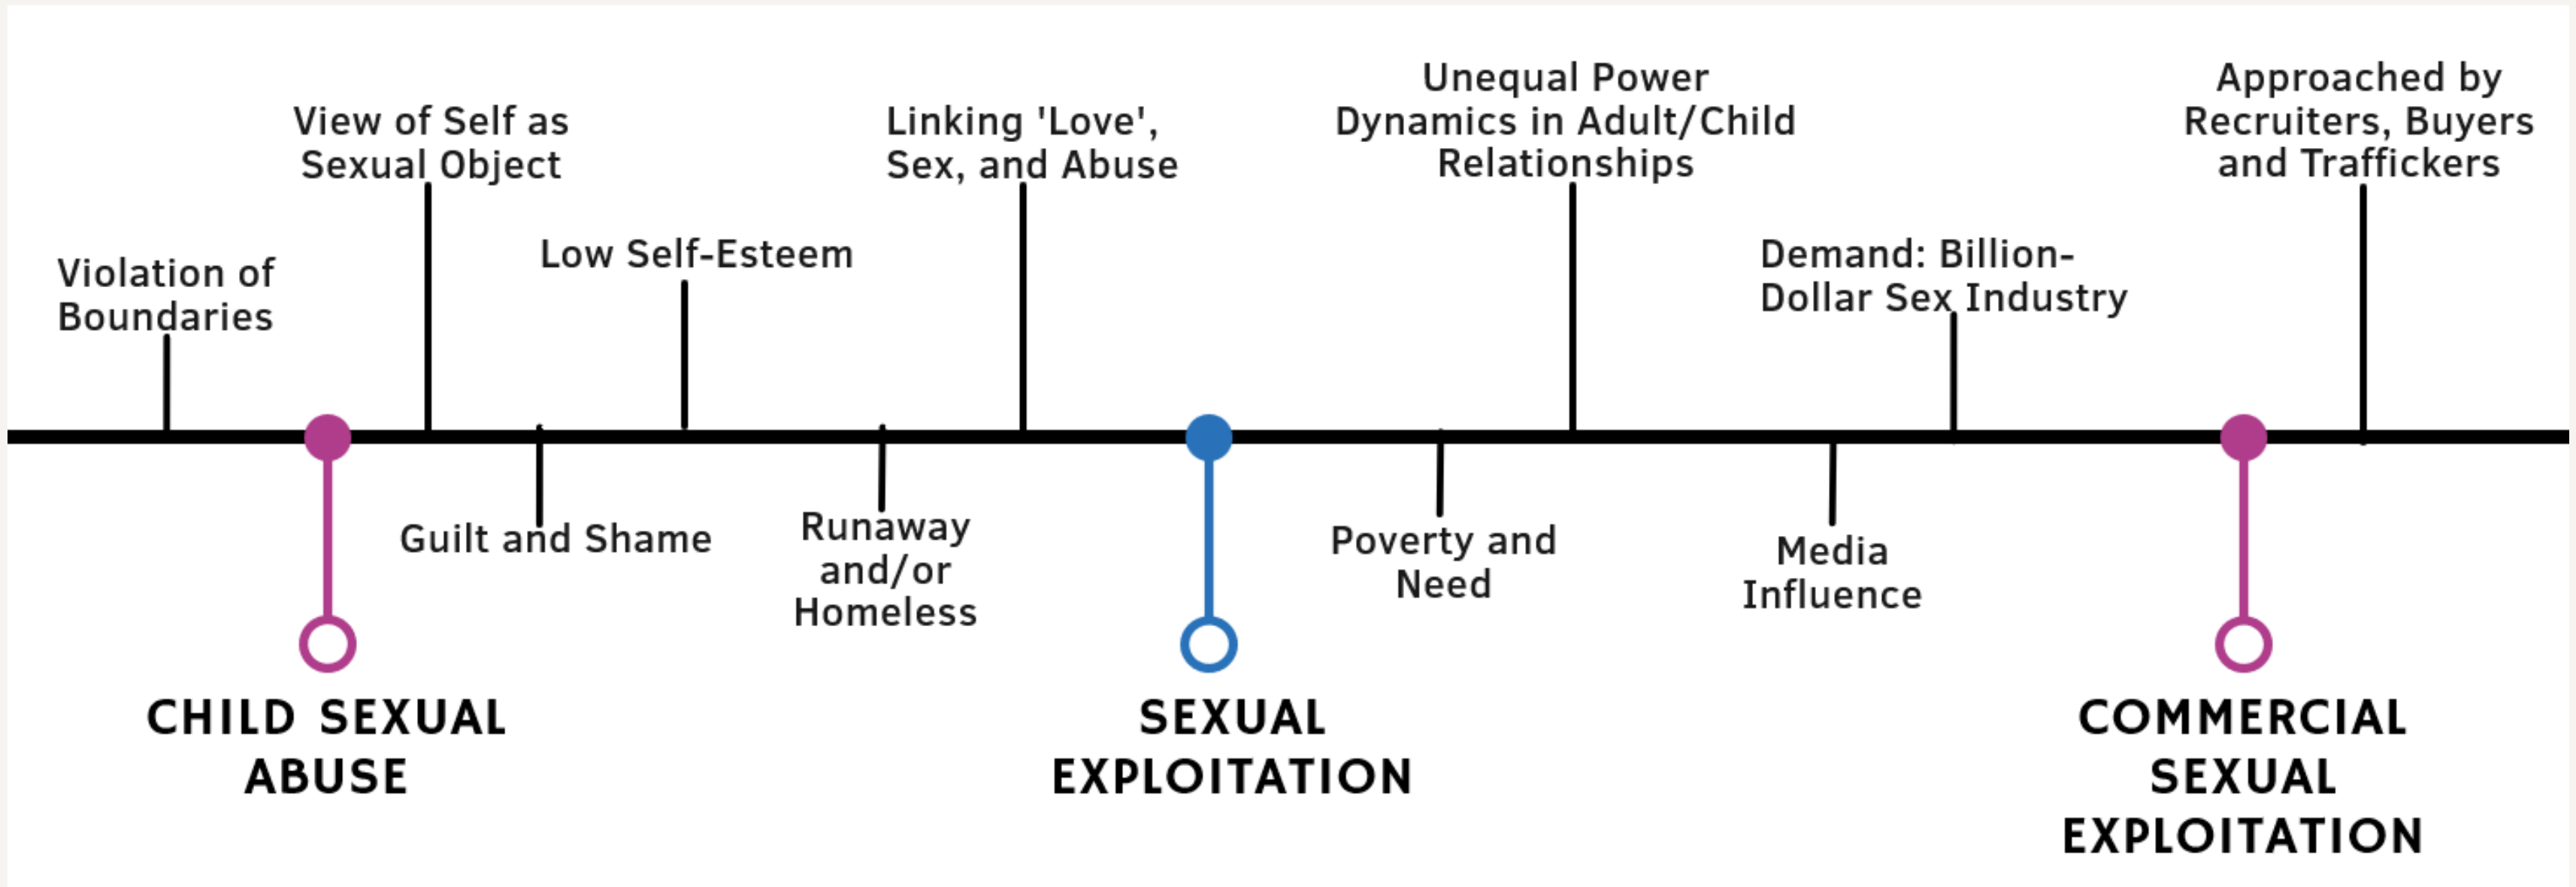 Violation of
Boundaries
View of Self as
Sexual Object
Low Self-Esteem
Linking 'Love',
Sex, and Abuse
Unequal Power
Dynamics in Adult/Child
Relationships
Demand: Billion-
Dollar Sex Industry
Approached by
Recruiters, Buyers
and Traffickers
Guilt and Shame
Runaway
and/or
Homeless
Poverty and
Need
Media
Influence
CHILD SEXUAL
ABUSE
SEXUAL
EXPLOITATION
COMMERCIAL
SEXUAL
EXPLOITATION